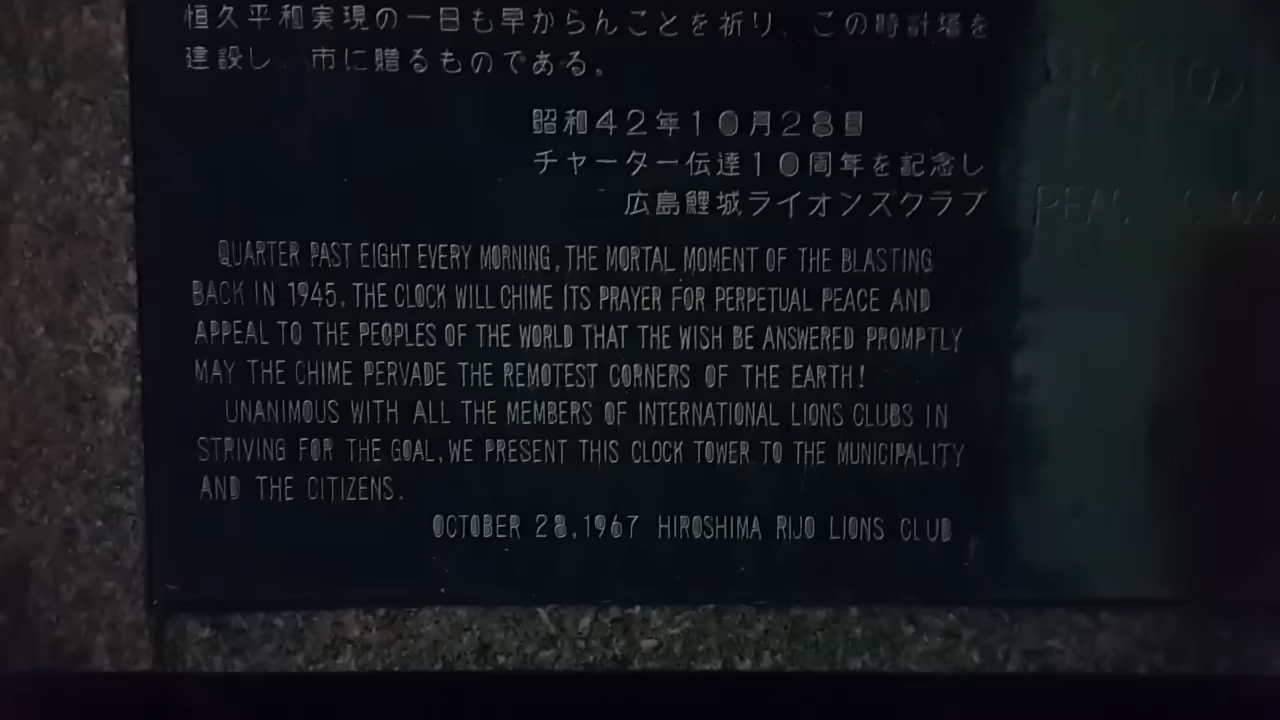 恒久平和実現の一日も早からんことを祈り、この時計塔を
建設し、市に贈るものである。
昭和42年10月28日
チャーター伝達10周年を記念し
広島鯉城ライオンズクラブ
QUARTER PAST EIGHT EVERY MORNING, THE MORTAL MOMENT OF THE BLASTING
BACK IN 1945, THE CLOCK WILL CHIME ITS PRAYER FOR PERPETUAL PEACE AND
APPEAL TO THE PEOPLES OF THE WORLD THAT THE WISH BE ANSWERED PROMPTLY
MAY THE CHIME PERVADE THE REMOTEST CORNERS OF THE EARTH!
UNANIMOUS WITH ALL THE MEMBERS OF INTERNATIONAL LIONS CLUBS IN
STRIVING FOR THE GOAL, WE PRESENT THIS CLOCK TOWER TO THE MUNICIPALITY
AND THE CITIZENS.
OCTOBER 28, 1967 HIROSHIMA RIJO LIONS CLUB